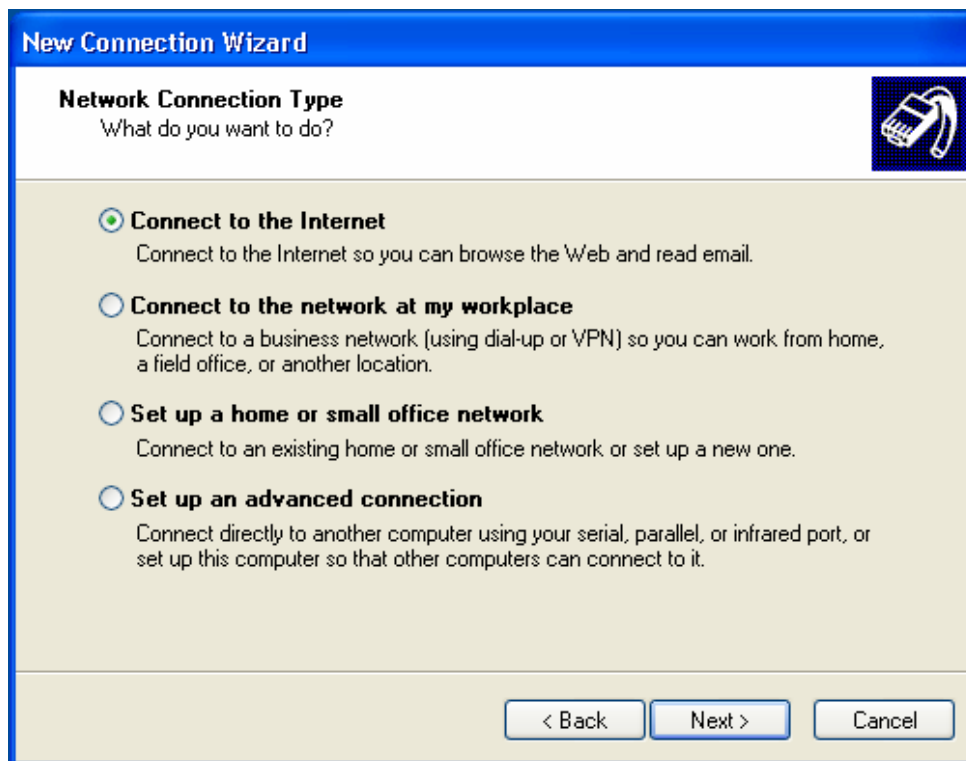 New Connection Wizard
Network Connection Type
What do you want to do?
Connect to the Internet
Connect to the Internet so you can browse the Web and read email.
Connect to the network at my workplace
Connect to a business network (using dial-up or VPN) so you can work from home,
a field office, or another location.
Set up a home or small office network
Connect to an existing home or small office network or set up a new one.
Set up an advanced connection
Connect directly to another computer using your serial, parallel, or infrared port, or
set up this computer so that other computers can connect to it.
< Back Next > Cancel